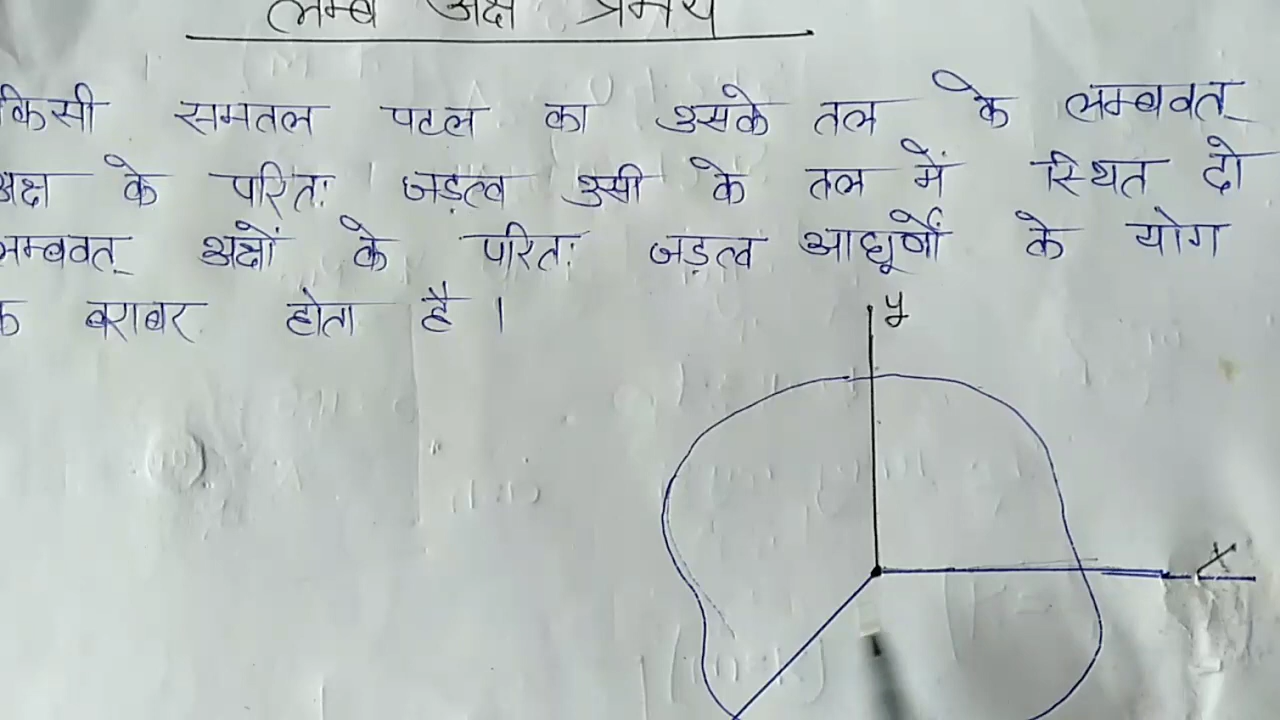 लम्ब अक्ष प्रमेय
किसी समतल पटल का उसके तल के लम्बवत्
अक्ष के परितः जड़त्व उसी के तल में स्थित दो
लम्बवत् अक्षों के परितः जड़त्व आघूर्णों के योग
के बराबर होता है ।
y
x